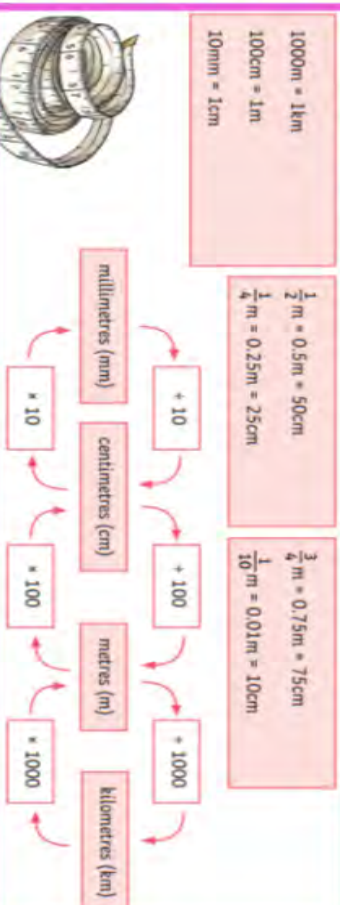 1000m = 1km
100cm = 1m
10mm = 1cm
1/2 m = 0.5m = 50cm
1/4 m = 0.25m = 25cm
3/4 m = 0.75m = 75cm
1/10 m = 0.01m = 10cm
÷ 10
÷ 100
÷ 1000
millimetres (mm)
centimetres (cm)
metres (m)
kilometres (km)
× 10
× 100
× 1000